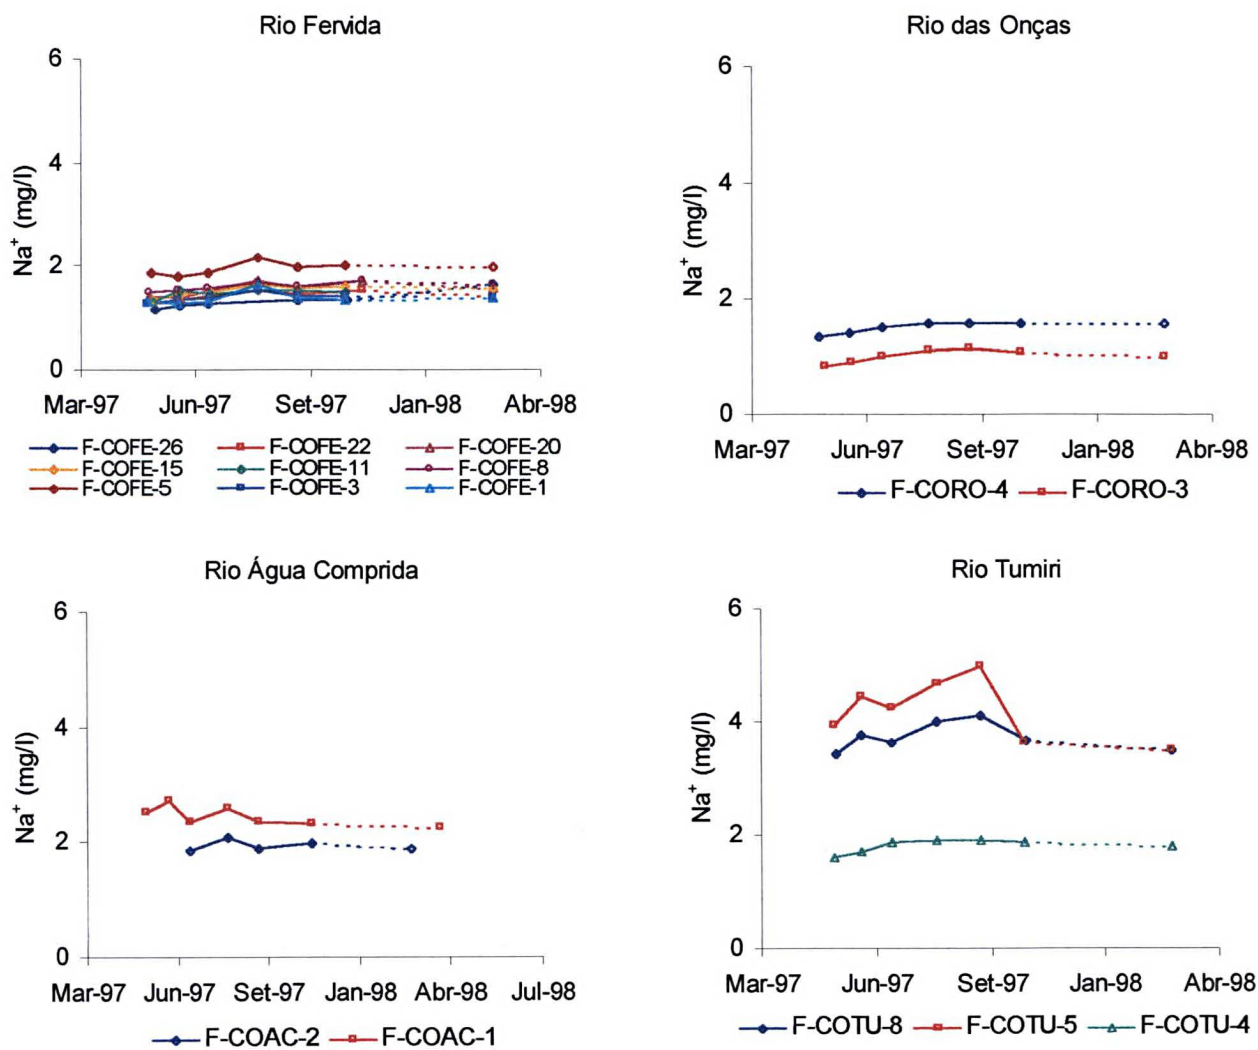 Rio Fervida
Na+ (mg/l)
6
4
2
0
Mar-97 Jun-97 Set-97 Jan-98 Abr-98
F-COFE-26 F-COFE-22 F-COFE-20
F-COFE-15 F-COFE-11 F-COFE-8
F-COFE-5 F-COFE-3 F-COFE-1
Rio das Onças
Na+ (mg/l)
6
4
2
0
Mar-97 Jun-97 Set-97 Jan-98 Abr-98
F-CORO-4 F-CORO-3
Rio Água Comprida
Na+ (mg/l)
6
4
2
0
Mar-97 Jun-97 Set-97 Jan-98 Abr-98 Jul-98
F-COAC-2 F-COAC-1
Rio Tumiri
Na+ (mg/l)
6
4
2
0
Mar-97 Jun-97 Set-97 Jan-98 Abr-98
F-COTU-8 F-COTU-5 F-COTU-4